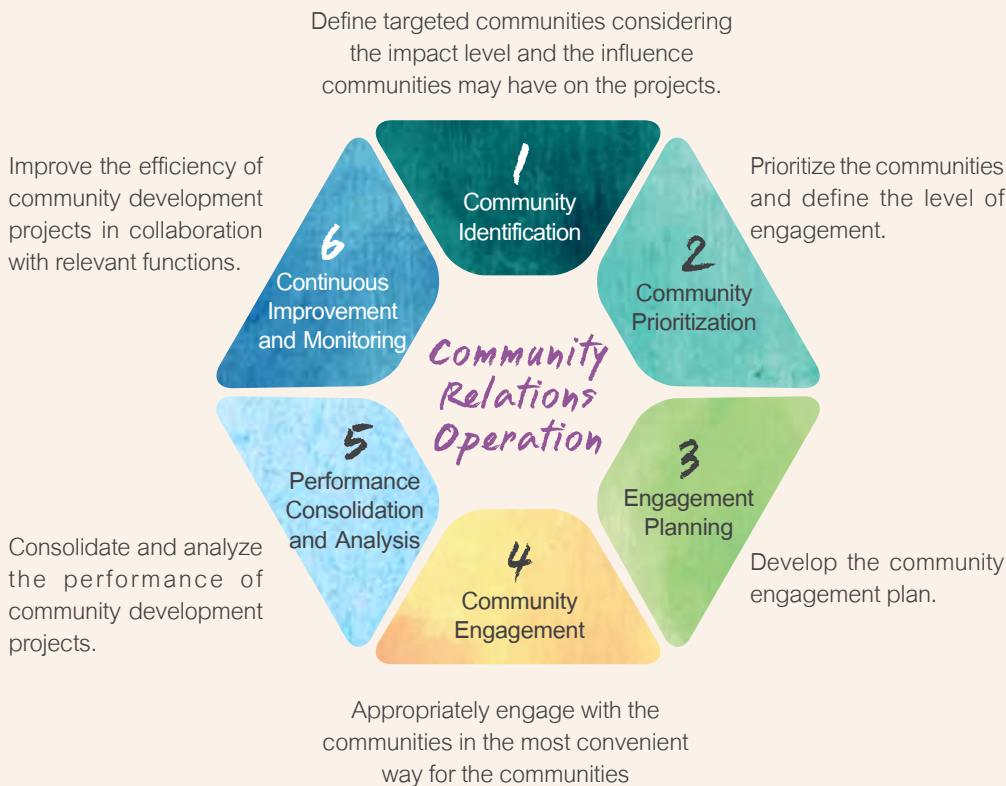 Define targeted communities considering
the impact level and the influence
communities may have on the projects.
1
Community
Identification
Prioritize the communities
and define the level of
engagement.
2
Community
Prioritization
3
Engagement
Planning
Develop the community
engagement plan.
4
Community
Engagement
Appropriately engage with the
communities in the most convenient
way for the communities
5
Performance
Consolidation
and Analysis
Consolidate and analyze
the performance of
community development
projects.
6
Continuous
Improvement
and Monitoring
Improve the efficiency of
community development
projects in collaboration
with relevant functions.
Community
Relations
Operation